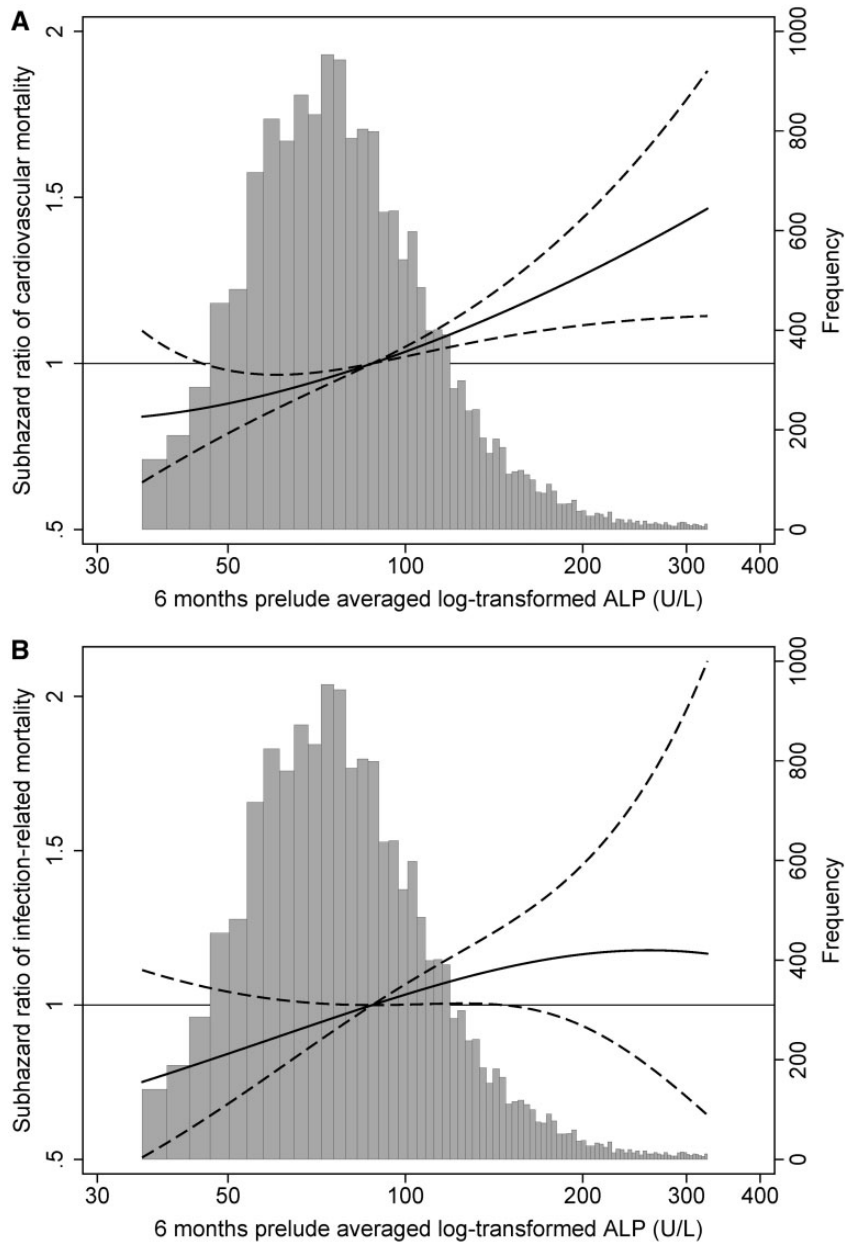 A
Subhazard ratio of cardiovascular mortality
2
1.5
1
.5
1000
800
600
400
200
0
Frequency
30 50 100 200 300 400
6 months prelude averaged log-transformed ALP (U/L)
B
Subhazard ratio of infection-related mortality
2
1.5
1
.5
1000
800
600
400
200
0
Frequency
30 50 100 200 300 400
6 months prelude averaged log-transformed ALP (U/L)